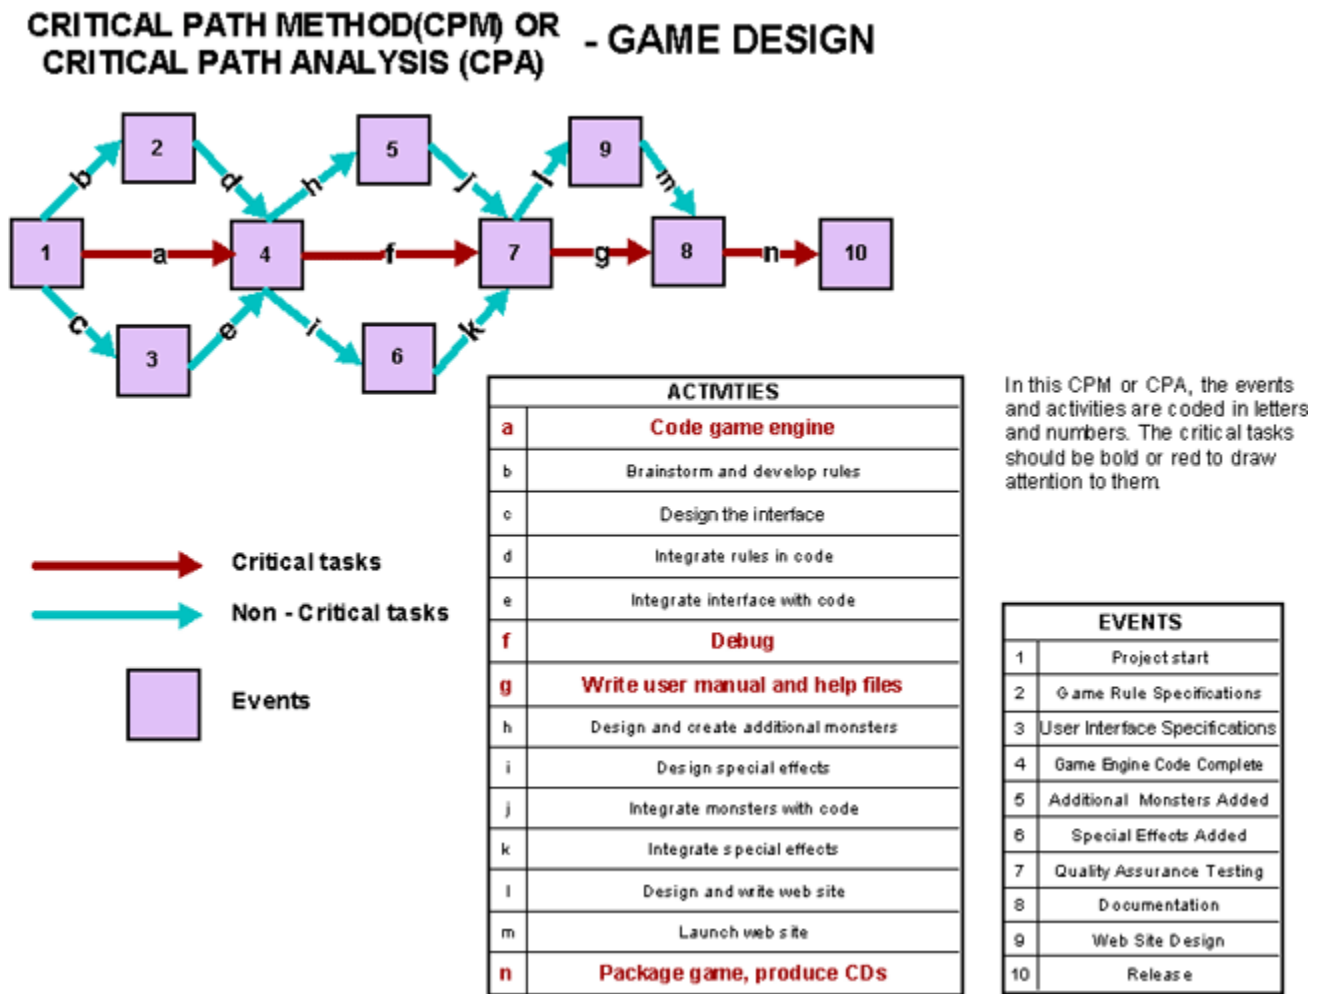 CRITICAL PATH METHOD(CPM) OR
CRITICAL PATH ANALYSIS (CPA)
- GAME DESIGN
2
5
9
b
d
h
j
l
m
1
a
4
f
7
g
8
n
10
c
e
i
k
3
6
ACTIVITIES
a Code game engine
b Brainstorm and develop rules
c Design the interface
d Integrate rules in code
e Integrate interface with code
f Debug
g Write user manual and help files
h Design and create additional monsters
i Design special effects
j Integrate monsters with code
k Integrate special effects
l Design and write web site
m Launch web site
n Package game, produce CDs
In this CPM or CPA, the events
and activities are coded in letters
and numbers. The critical tasks
should be bold or red to draw
attention to them.
Critical tasks
Non - Critical tasks
Events
EVENTS
1 Project start
2 Game Rule Specifications
3 User Interface Specifications
4 Game Engine Code Complete
5 Additional Monsters Added
6 Special Effects Added
7 Quality Assurance Testing
8 Documentation
9 Web Site Design
10 Release